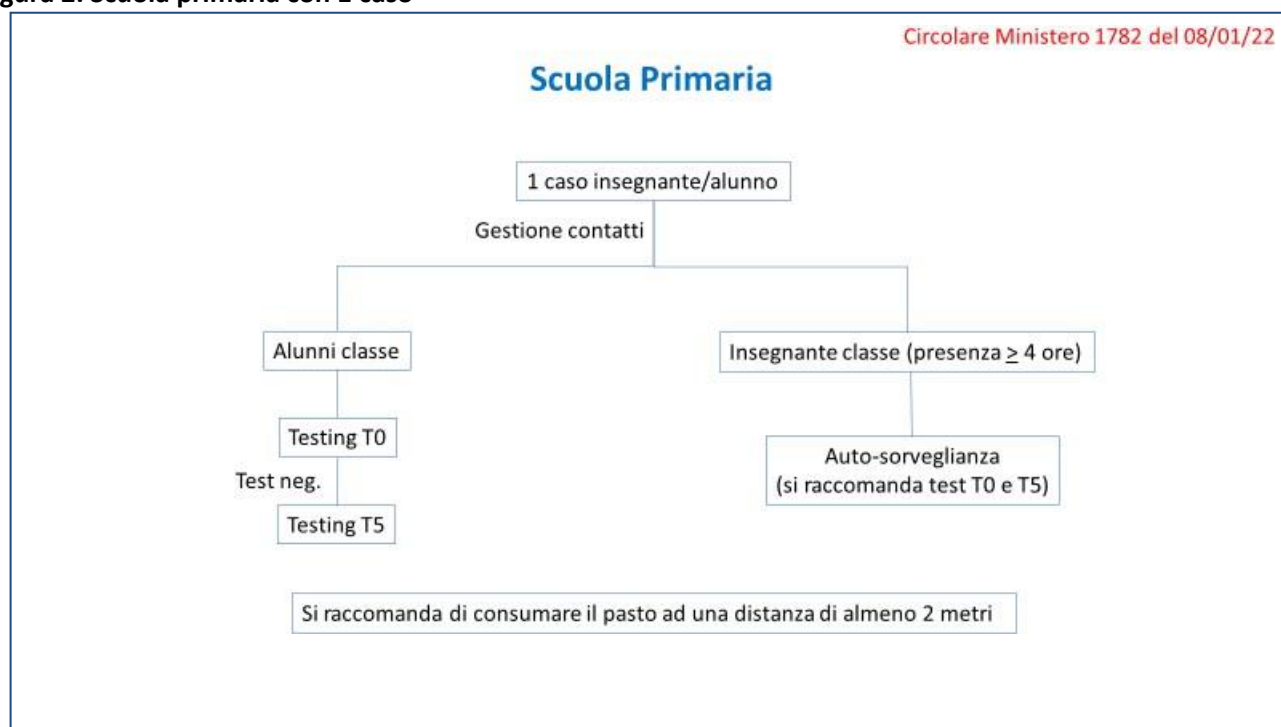 Circolare Ministero 1782 del 08/01/22
Scuola Primaria
1 caso insegnante/alunno
Gestione contatti
Alunni classe
Insegnante classe (presenza ≥ 4 ore)
Testing T0
Auto-sorveglianza
(si raccomanda test T0 e T5)
Test neg.
Testing T5
Si raccomanda di consumare il pasto ad una distanza di almeno 2 metri